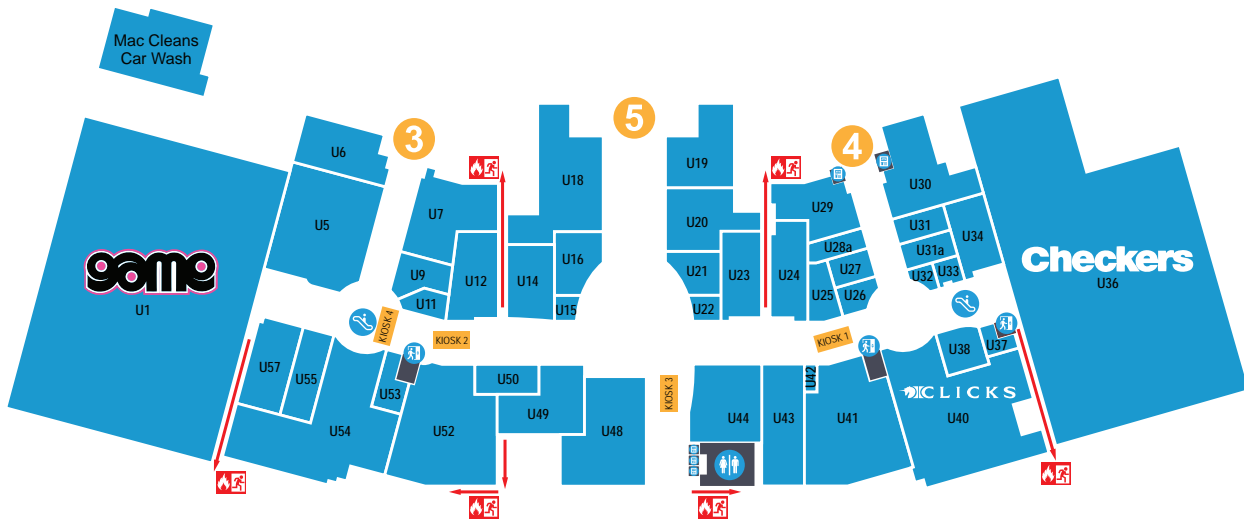 Mac Cleans
Car Wash
3
5
4
U6
U5
U7
U9
U11
U12
U14
U18
U16
U15
U19
U20
U21
U22
U23
U24
U29
U28a
U27
U25
U26
U30
U31
U31a
U32
U33
U34
game
U1
Checkers
U36
KIOSK 4
KIOSK 2
KIOSK 1
KIOSK 3
U57
U55
U54
U53
U52
U50
U49
U48
U44
U43
U42
U41
U38
U37
CLICKS
U40